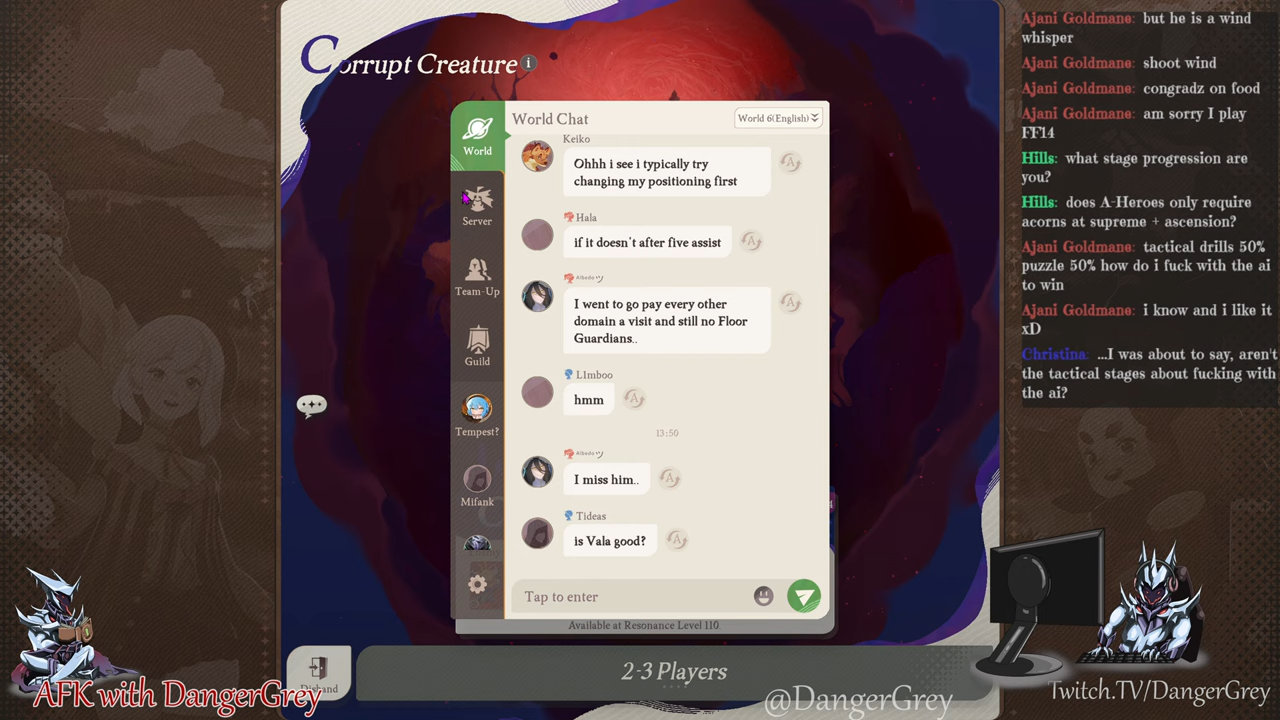 Corrupt Creature
i
World
Server
Team-Up
Guild
Tempest?
Mifank
World Chat
World 6(English)
Keiko
Ohhh i see i typically try
changing my positioning first
Hala
if it doesn't after five assist
Albedo ツ
I went to go pay every other
domain a visit and still no Floor
Guardians..
L1mboo
hmm
13:50
Albedo ツ
I miss him..
Tideas
is Vala good?
Tap to enter
Available at Resonance Level 110.
Disband
2-3 Players
Ajani Goldmane: but he is a wind
whisper
Ajani Goldmane: shoot wind
Ajani Goldmane: congradz on food
Ajani Goldmane: am sorry I play
FF14
Hills: what stage progression are
you?
Hills: does A-Heroes only require
acorns at supreme + ascension?
Ajani Goldmane: tactical drills 50%
puzzle 50% how do i fuck with the ai
to win
Ajani Goldmane: i know and i like it
xD
Christina: ...I was about to say, aren't
the tactical stages about fucking with
the ai?
AFK with DangerGrey
@DangerGrey
Twitch.TV/DangerGrey